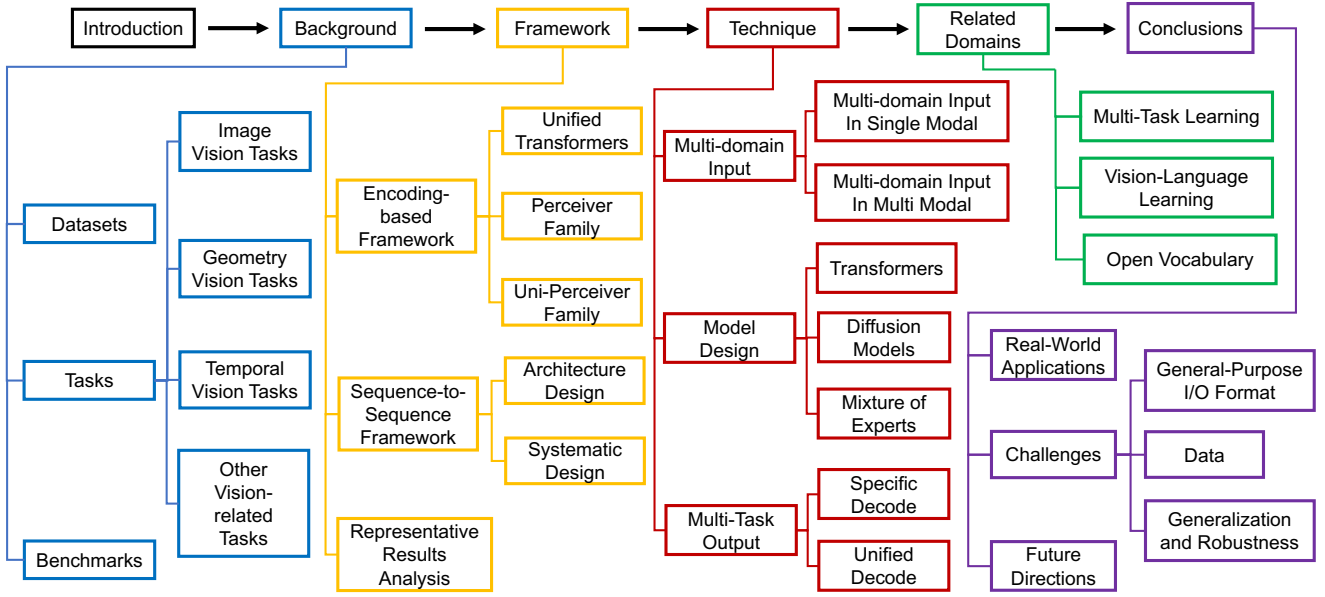 Introduction
Background
Framework
Technique
Related
Domains
Conclusions
Datasets
Tasks
Benchmarks
Image
Vision Tasks
Geometry
Vision Tasks
Temporal
Vision Tasks
Other
Vision-
related
Tasks
Encoding-
based
Framework
Unified
Transformers
Perceiver
Family
Uni-Perceiver
Family
Sequence-to-
Sequence
Framework
Architecture
Design
Systematic
Design
Representative
Results
Analysis
Multi-domain
Input
Multi-domain Input
In Single Modal
Multi-domain Input
In Multi Modal
Model
Design
Transformers
Diffusion
Models
Mixture of
Experts
Multi-Task
Output
Specific
Decode
Unified
Decode
Multi-Task Learning
Vision-Language
Learning
Open Vocabulary
Real-World
Applications
Challenges
General-Purpose
I/O Format
Data
Generalization
and Robustness
Future
Directions